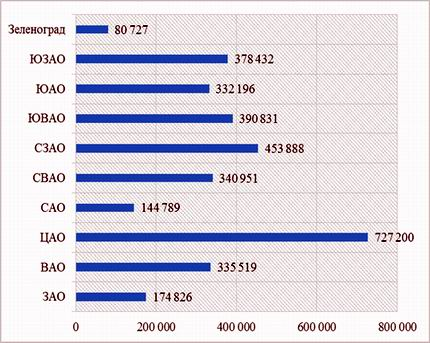 Зеленоград 80 727
ЮЗАО 378 432
ЮАО 332 196
ЮВАО 390 831
СЗАО 453 888
СВАО 340 951
САО 144 789
ЦАО 727 200
ВАО 335 519
ЗАО 174 826
0 200 000 400 000 600 000 800 000